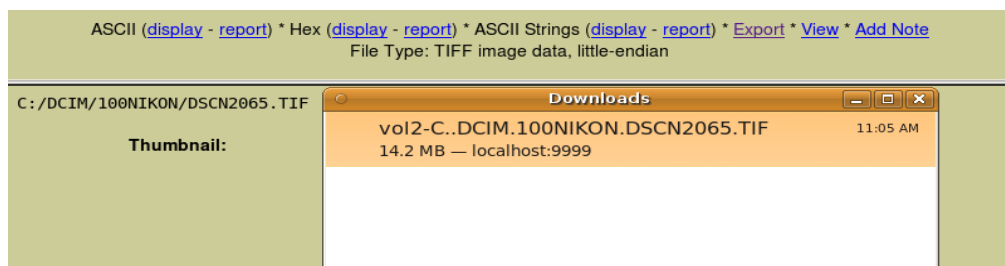 ASCII (display - report) * Hex (display - report) * ASCII Strings (display - report) * Export * View * Add Note
File Type: TIFF image data, little-endian
C:/DCIM/100NIKON/DSCN2065.TIF
Thumbnail:
Downloads
vol2-C..DCIM.100NIKON.DSCN2065.TIF
11:05 AM
14.2 MB — localhost:9999